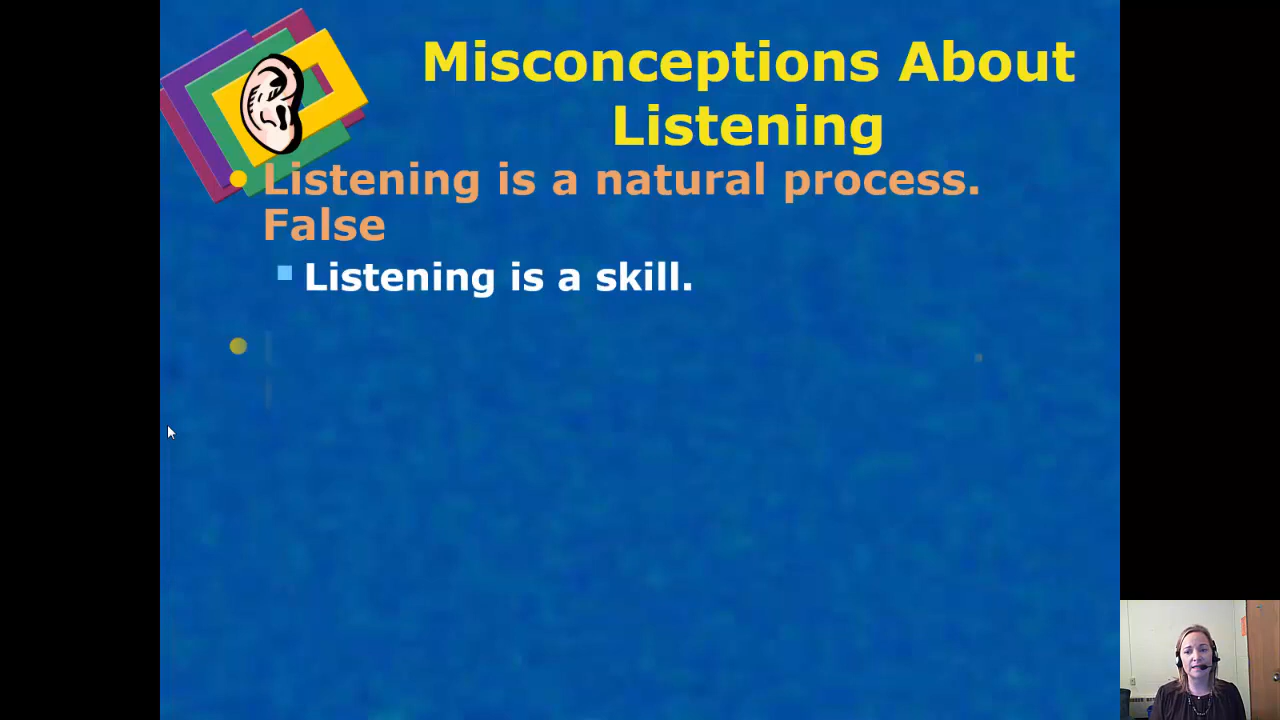 Misconceptions About
Listening
Listening is a natural process.
False
Listening is a skill.